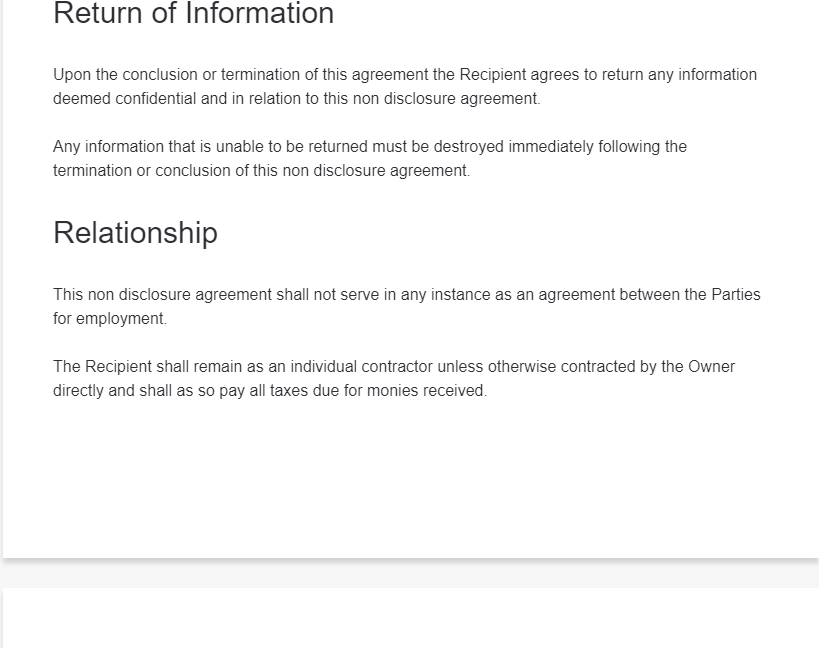 Return of Information
Upon the conclusion or termination of this agreement the Recipient agrees to return any information
deemed confidential and in relation to this non disclosure agreement.
Any information that is unable to be returned must be destroyed immediately following the
termination or conclusion of this non disclosure agreement.
Relationship
This non disclosure agreement shall not serve in any instance as an agreement between the Parties
for employment.
The Recipient shall remain as an individual contractor unless otherwise contracted by the Owner
directly and shall as so pay all taxes due for monies received.